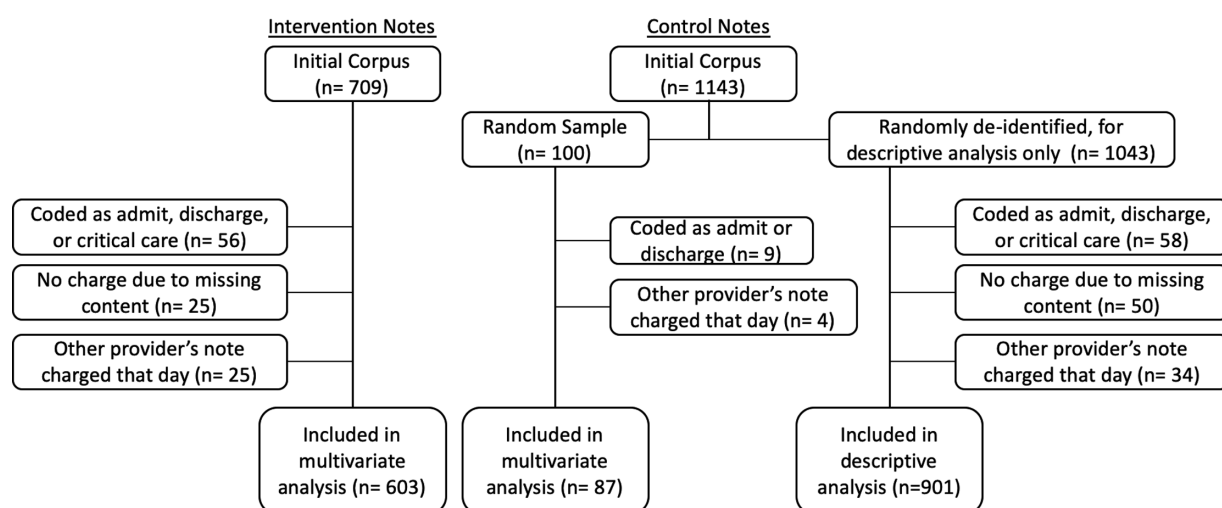 Intervention Notes
Initial Corpus
(n= 709)
Coded as admit, discharge,
or critical care (n= 56)
No charge due to missing
content (n= 25)
Other provider’s note
charged that day (n= 25)
Included in
multivariate
analysis (n= 603)
Control Notes
Initial Corpus
(n= 1143)
Random Sample
(n= 100)
Coded as admit or
discharge (n= 9)
Other provider’s note
charged that day (n= 4)
Included in
multivariate
analysis (n= 87)
Randomly de-identified, for
descriptive analysis only (n= 1043)
Coded as admit, discharge,
or critical care (n= 58)
No charge due to missing
content (n= 50)
Other provider’s note
charged that day (n= 34)
Included in
descriptive
analysis (n=901)